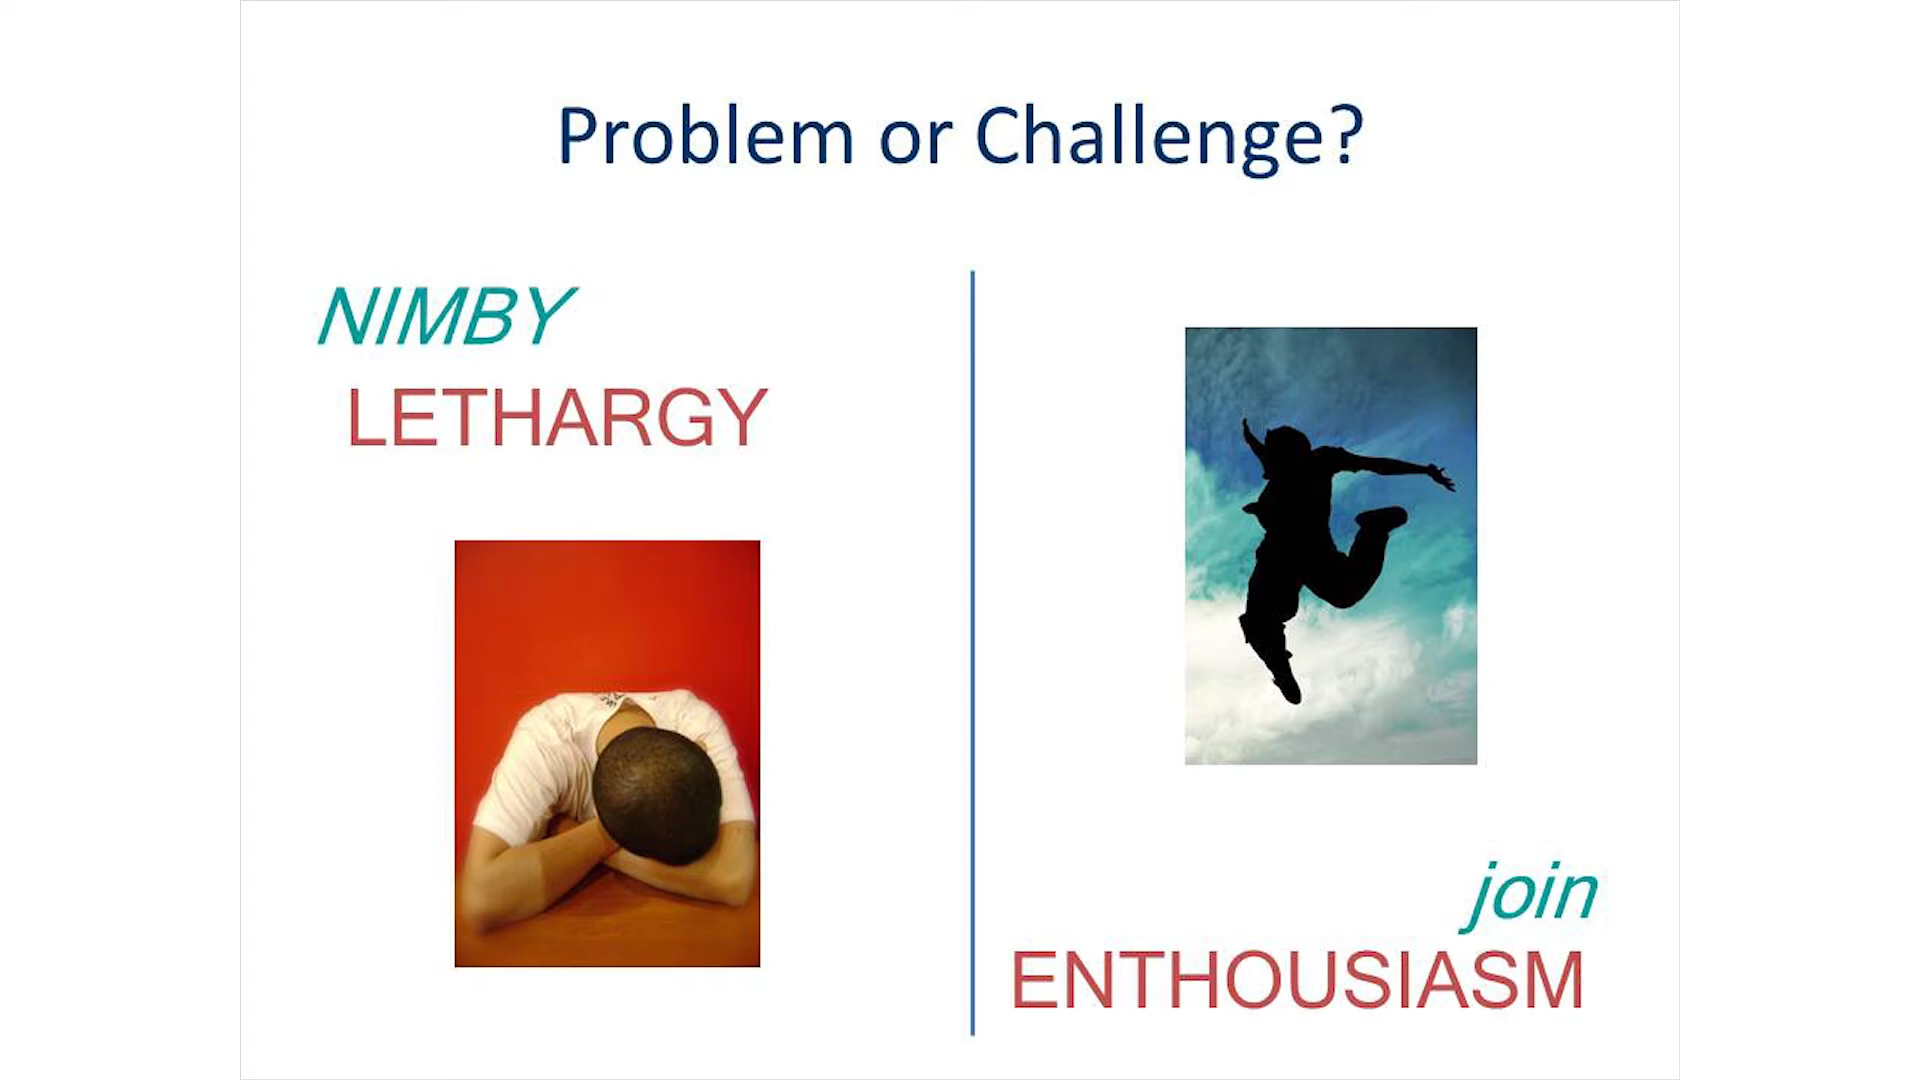 Problem or Challenge?
NIMBY
LETHARGY
join
ENTHOUSIASM